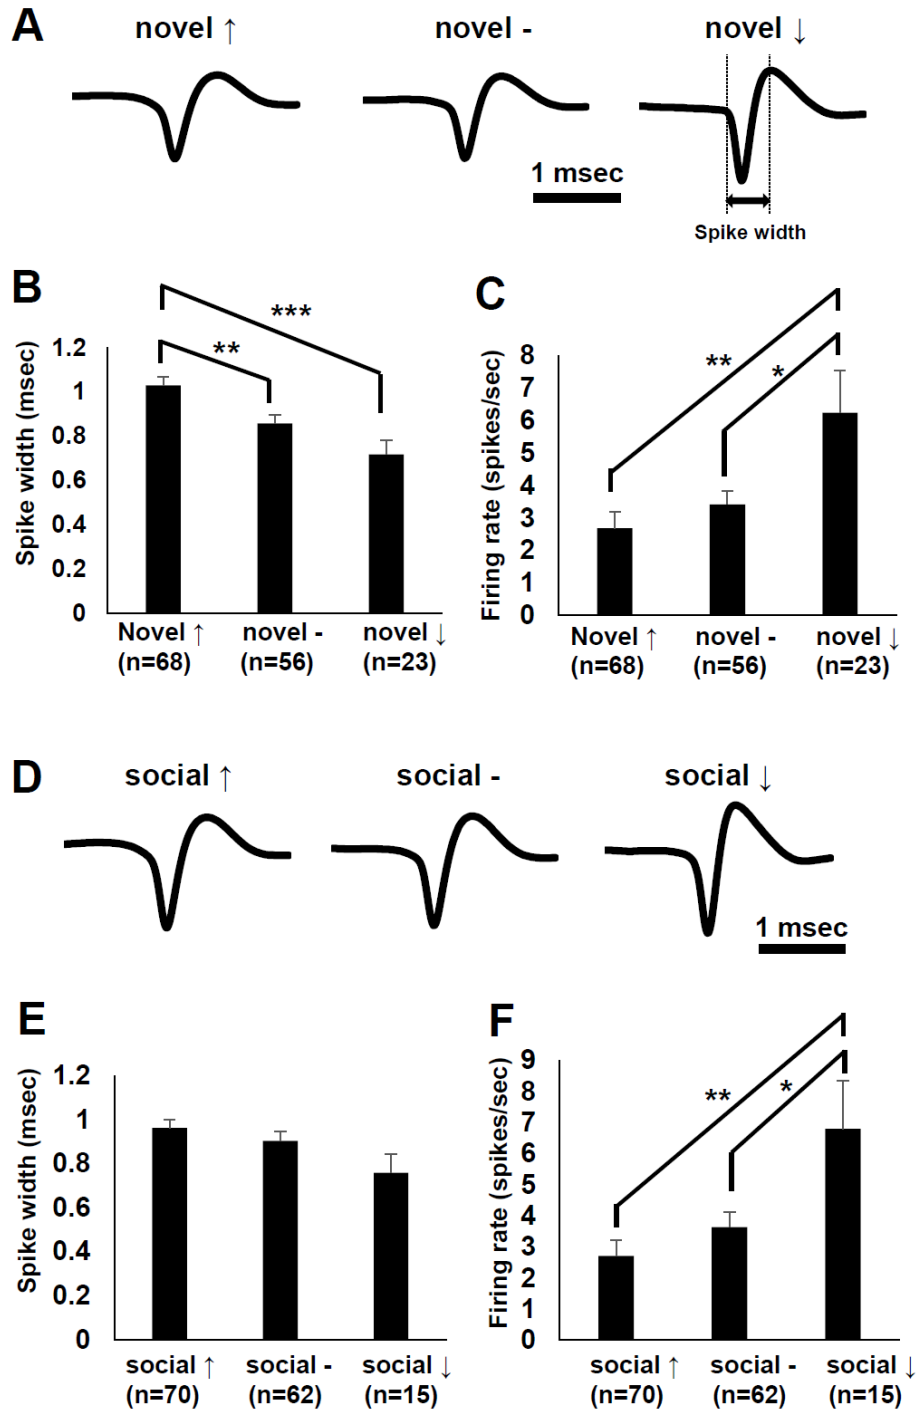 A
novel ↑
novel -
novel ↓
1 msec
Spike width
B
***
**
Spike width (msec)
1.2
1
0.8
0.6
0.4
0.2
0
Novel ↑
(n=68)
novel -
(n=56)
novel ↓
(n=23)
C
**
*
Firing rate (spikes/sec)
8
7
6
5
4
3
2
1
0
Novel ↑
(n=68)
novel -
(n=56)
novel ↓
(n=23)
D
social ↑
social -
social ↓
1 msec
E
Spike width (msec)
1.2
1
0.8
0.6
0.4
0.2
0
social ↑
(n=70)
social -
(n=62)
social ↓
(n=15)
F
**
*
Firing rate (spikes/sec)
9
8
7
6
5
4
3
2
1
0
social ↑
(n=70)
social -
(n=62)
social ↓
(n=15)